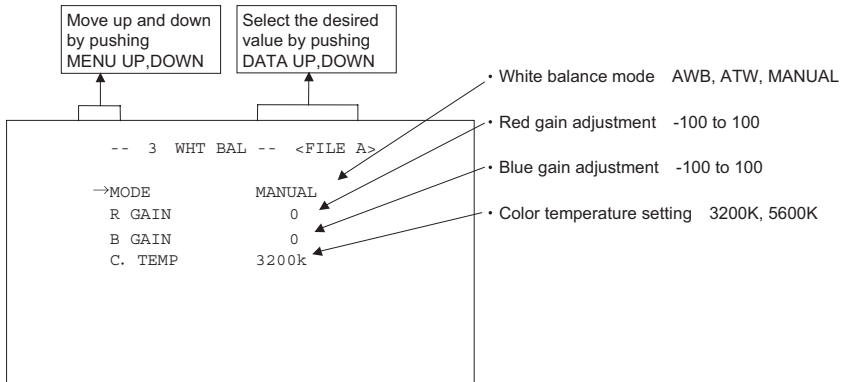 Move up and down
by pushing
MENU UP,DOWN
Select the desired
value by pushing
DATA UP,DOWN
・White balance mode AWB, ATW, MANUAL
・Red gain adjustment -100 to 100
・Blue gain adjustment -100 to 100
・Color temperature setting 3200K, 5600K
-- 3 WHT BAL -- <FILE A>
→MODE MANUAL
R GAIN 0
B GAIN 0
C. TEMP 3200k